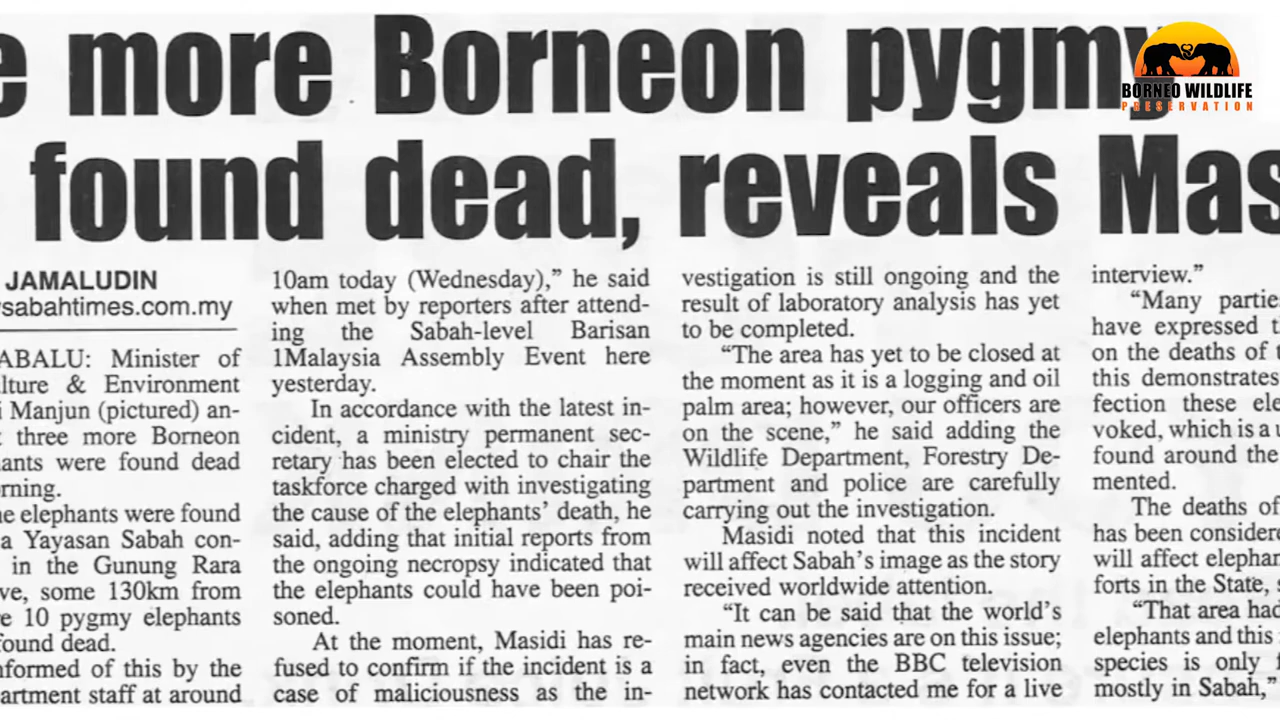 e more Borneon pygmy
found dead, reveals Mas
BORNEO WILDLIFE
PRESERVATION
JAMALUDIN
sabahtimes.com.my
ABALU: Minister of
lture & Environment
i Manjun (pictured) an-
three more Borneon
ants were found dead
rning.
e elephants were found
a Yayasan Sabah con-
in the Gunung Rara
ve, some 130km from
e 10 pygmy elephants
found dead.
nformed of this by the
artment staff at around
10am today (Wednesday),” he said
when met by reporters after attend-
ing the Sabah-level Barisan
1Malaysia Assembly Event here
yesterday.
In accordance with the latest in-
cident, a ministry permanent sec-
retary has been elected to chair the
taskforce charged with investigating
the cause of the elephants’ death, he
said, adding that initial reports from
the ongoing necropsy indicated that
the elephants could have been poi-
soned.
At the moment, Masidi has re-
fused to confirm if the incident is a
case of maliciousness as the in-
vestigation is still ongoing and the
result of laboratory analysis has yet
to be completed.
“The area has yet to be closed at
the moment as it is a logging and oil
palm area; however, our officers are
on the scene,” he said adding the
Wildlife Department, Forestry De-
partment and police are carefully
carrying out the investigation.
Masidi noted that this incident
will affect Sabah’s image as the story
received worldwide attention.
“It can be said that the world’s
main news agencies are on this issue;
in fact, even the BBC television
network has contacted me for a live
interview.”
“Many partie
have expressed t
on the deaths of t
this demonstrates
fection these ele
voked, which is a u
found around the
mented.
The deaths of
has been considere
will affect elephan
forts in the State, s
“That area had
elephants and this
species is only f
mostly in Sabah,”